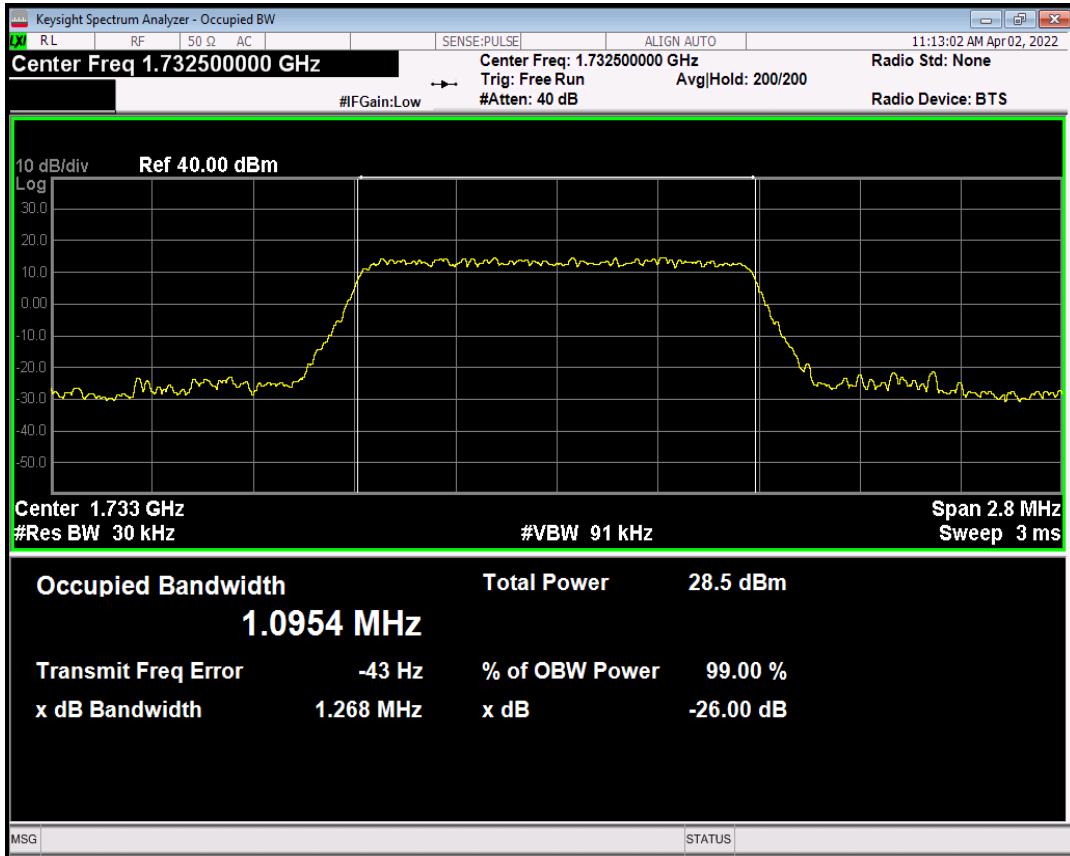 Keysight Spectrum Analyzer - Occupied BW
LXI RL RF 50 Ω AC SENSE:PULSE ALIGN AUTO 11:13:02 AM Apr 02, 2022
Center Freq 1.732500000 GHz Center Freq: 1.732500000 GHz Radio Std: None
Trig: Free Run Avg|Hold: 200/200
#IFGain:Low #Atten: 40 dB Radio Device: BTS
10 dB/div Ref 40.00 dBm
Log
30.0
20.0
10.0
0.00
-10.0
-20.0
-30.0
-40.0
-50.0
Center 1.733 GHz Span 2.8 MHz
#Res BW 30 kHz #VBW 91 kHz Sweep 3 ms
Occupied Bandwidth Total Power 28.5 dBm
1.0954 MHz
Transmit Freq Error -43 Hz % of OBW Power 99.00 %
x dB Bandwidth 1.268 MHz x dB -26.00 dB
MSG STATUS